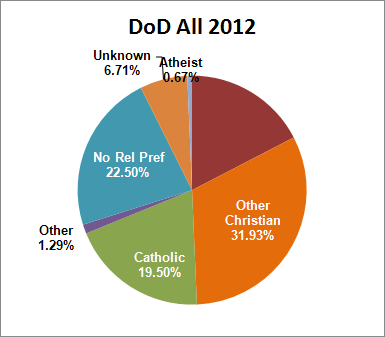 DoD All 2012
Unknown
6.71%
Atheist
0.67%
No Rel Pref
22.50%
Other
Christian
31.93%
Other
1.29%
Catholic
19.50%